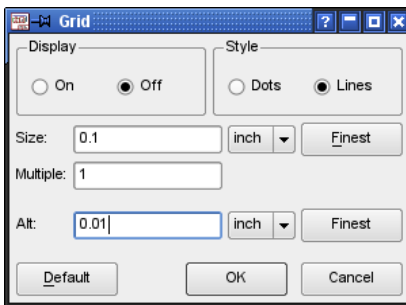 Grid
Display
Style
On
Off
Dots
Lines
Size: 0.1 inch Finest
Multiple: 1
Alt: 0.01 inch Finest
Default OK Cancel